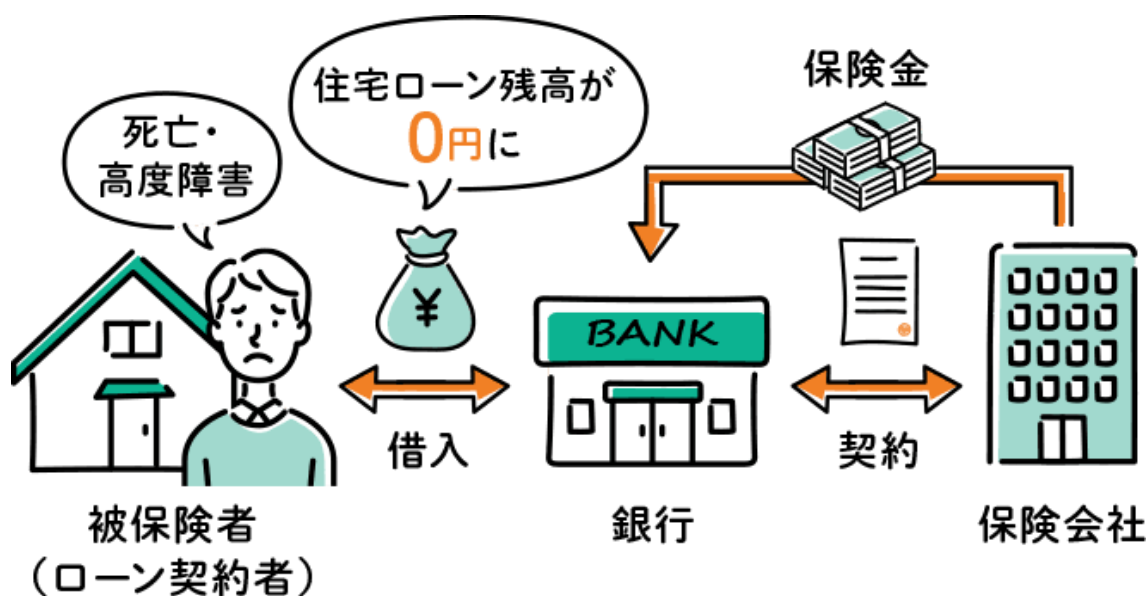 死亡・
高度障害
住宅ローン残高が
0円に
保険金
¥
BANK
借入
契約
被保険者
(ローン契約者)
銀行
保険会社